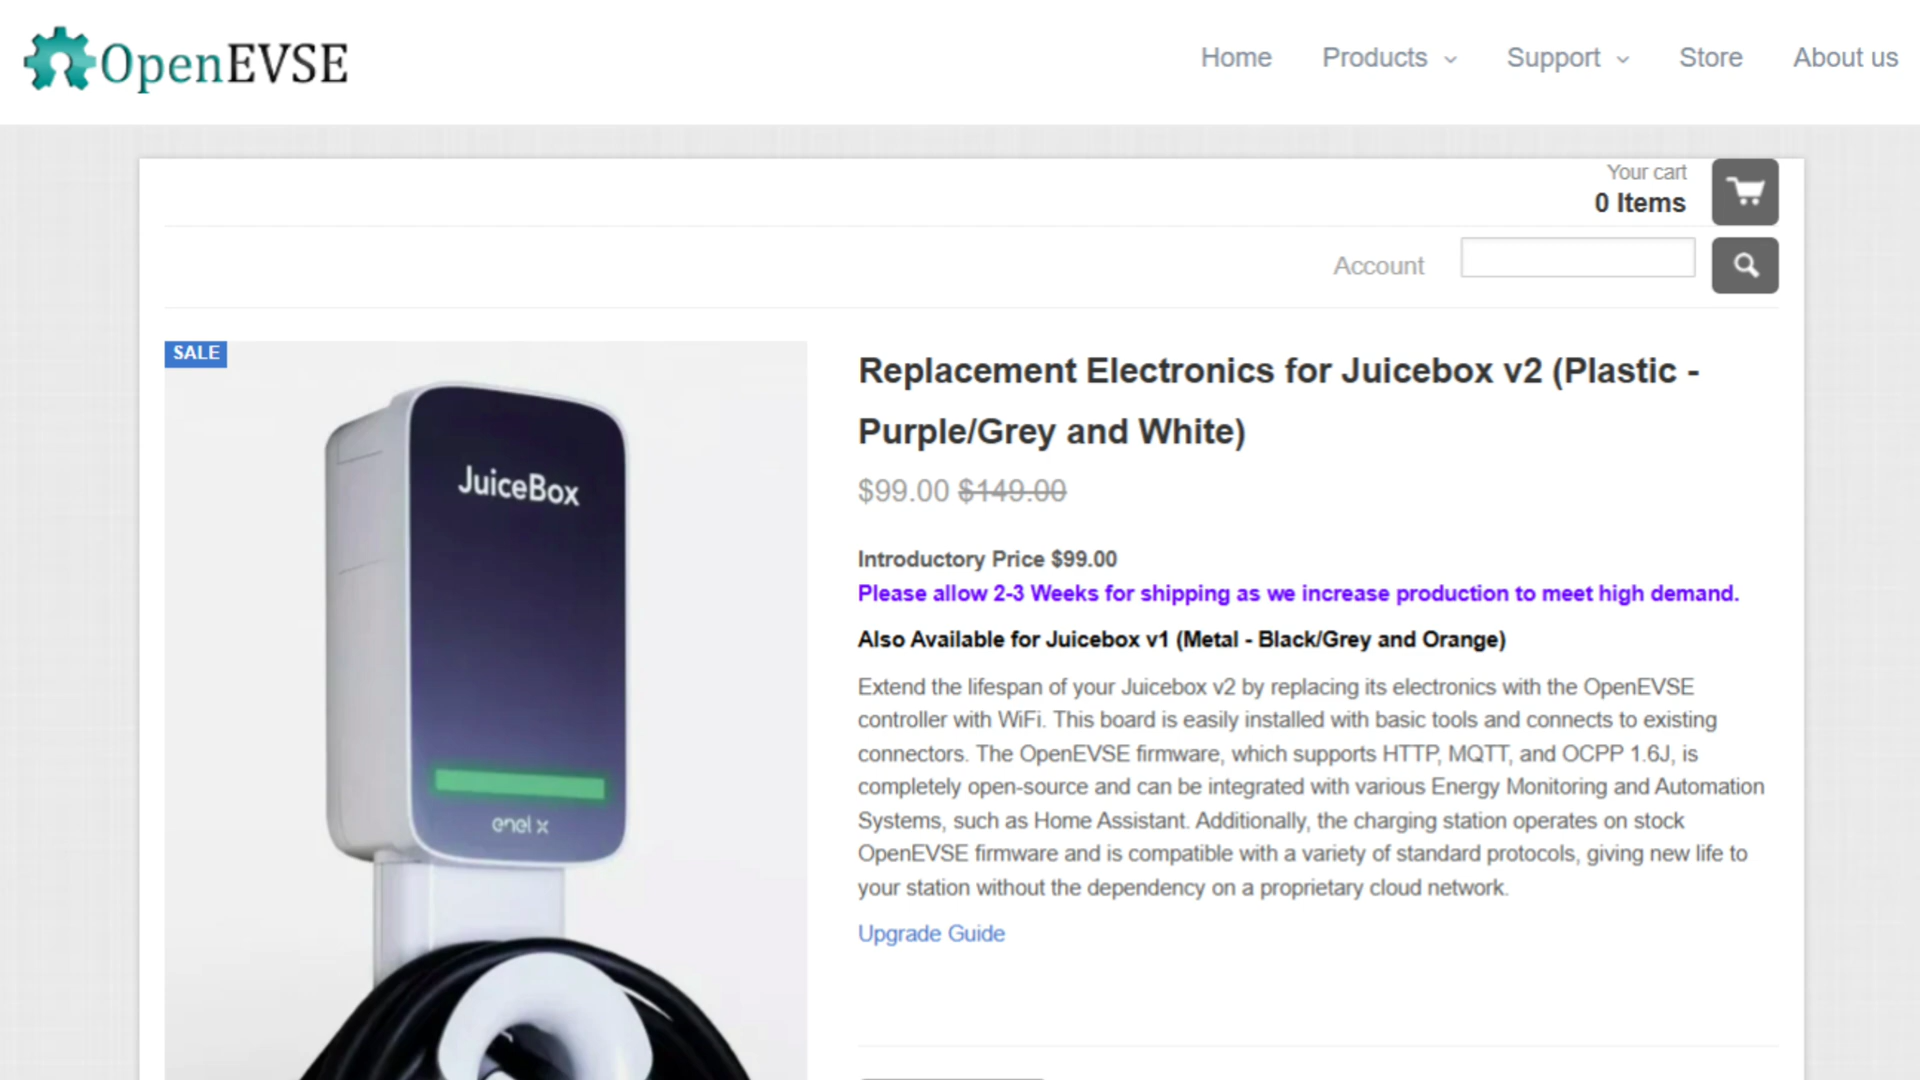 OpenEVSE
Home Products Support Store About us
Your cart
0 Items
Account
SALE
JuiceBox
enel x
Replacement Electronics for Juicebox v2 (Plastic -
Purple/Grey and White)
$99.00 $149.00
Introductory Price $99.00
Please allow 2-3 Weeks for shipping as we increase production to meet high demand.
Also Available for Juicebox v1 (Metal - Black/Grey and Orange)
Extend the lifespan of your Juicebox v2 by replacing its electronics with the OpenEVSE
controller with WiFi. This board is easily installed with basic tools and connects to existing
connectors. The OpenEVSE firmware, which supports HTTP, MQTT, and OCPP 1.6J, is
completely open-source and can be integrated with various Energy Monitoring and Automation
Systems, such as Home Assistant. Additionally, the charging station operates on stock
OpenEVSE firmware and is compatible with a variety of standard protocols, giving new life to
your station without the dependency on a proprietary cloud network.
Upgrade Guide